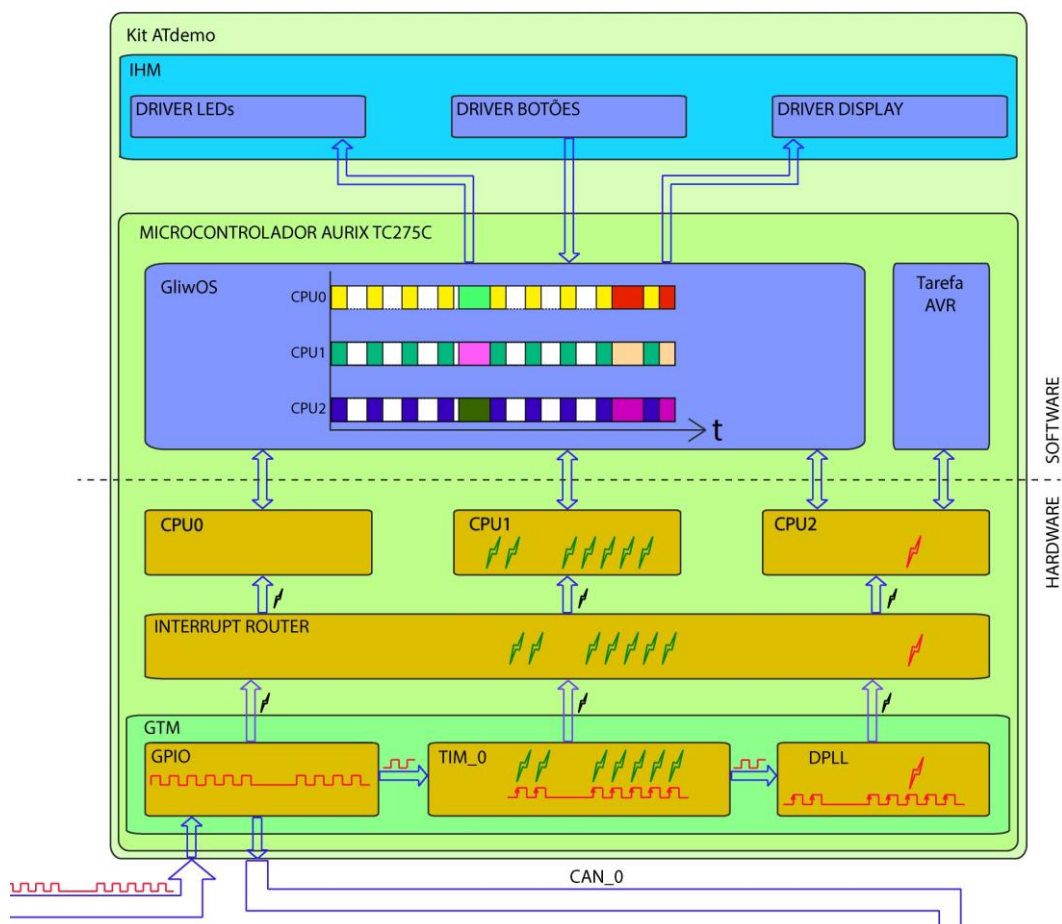 Kit ATdemo
IHM
DRIVER LEDs
DRIVER BOTÕES
DRIVER DISPLAY
MICROCONTROLADOR AURIX TC275C
GliwOS
CPU0
CPU1
CPU2
t
Tarefa
AVR
SOFTWARE
HARDWARE
CPU0
CPU1
CPU2
INTERRUPT ROUTER
GTM
GPIO
TIM_0
DPLL
CAN_0